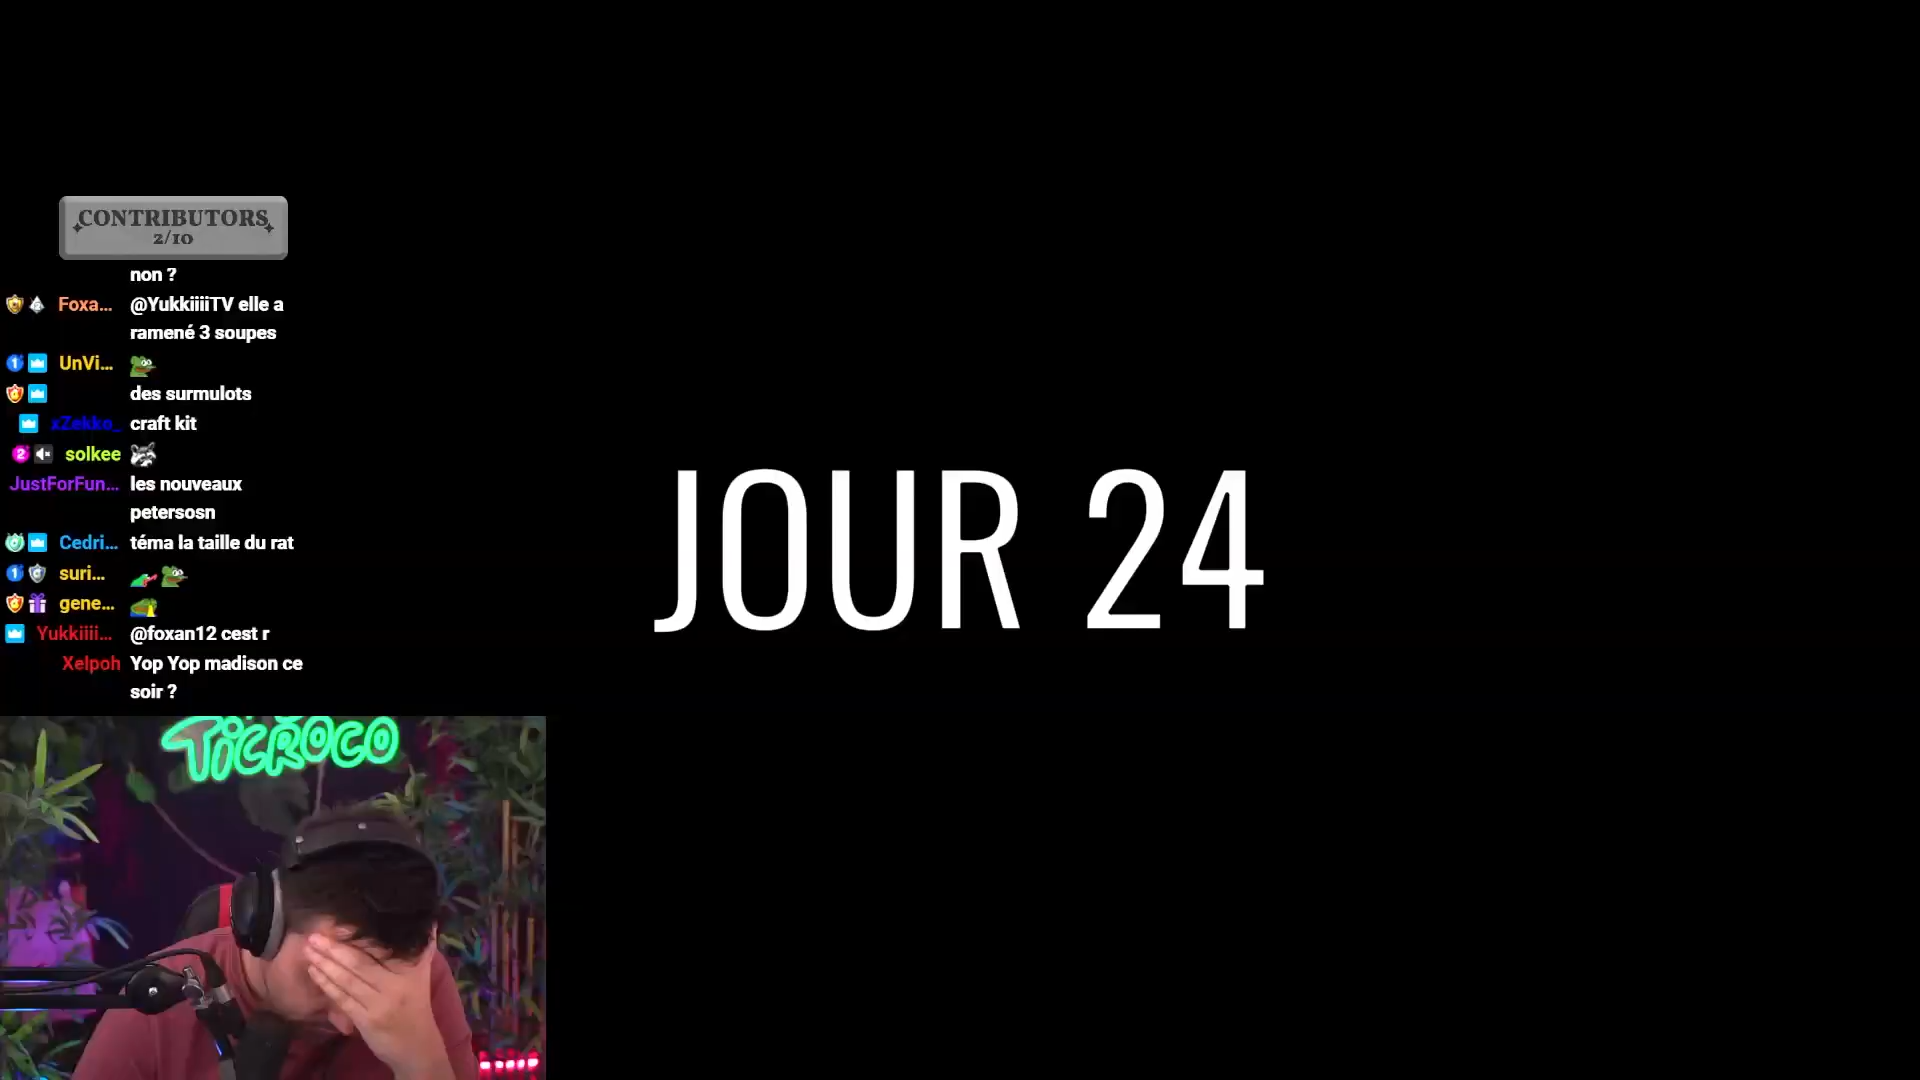 CONTRIBUTORS
2/10
non ?
Foxa... @YukkiiiiTV elle a
ramené 3 soupes
UnVi...
des surmulots
xZekko_ craft kit
solkee
JustForFun... les nouveaux
petersosn
Cedri... téma la taille du rat
suri...
gene...
Yukkiiii... @foxan12 cest r
Xelpoh Yop Yop madison ce
soir ?
JOUR 24
TICROCO